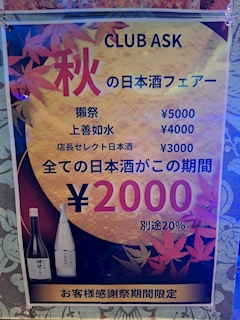 CLUB ASK
秋の日本酒フェアー
獺祭 ¥5000
上善如水 ¥4000
店長セレクト日本酒 ¥3000
全ての日本酒がこの期間
¥2000
別途20%
お客様感謝祭期間限定